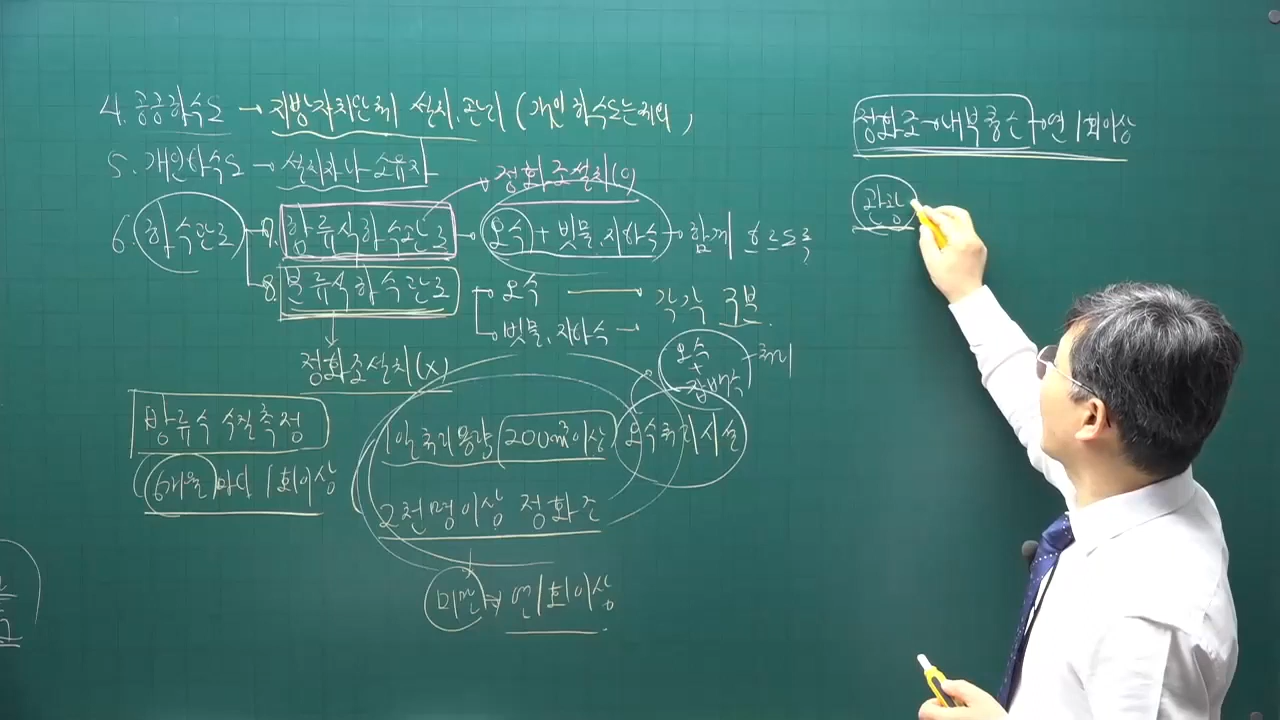 4. 공공하수도 → 지방자치단체 설치.관리 (개인하수도는제외)
5. 개인하수도 → 설치자나 소유자
정화조설치(○)
6. 하수관로 7. 합류식하수관로 → 오수 + 빗물.지하수 → 함께 흐르도록
8. 분류식하수관로 오수 → 각각 구분.
빗물.지하수 →
정화조설치(X)
오수 + 잡배수 처리
방류수 수질측정
6개월마다 1회이상
1일처리용량 200m³이상 오수처리시설
2천명이상 정화조
미만 ⇒ 연1회이상
정화조→내부청소→연1회이상
관광